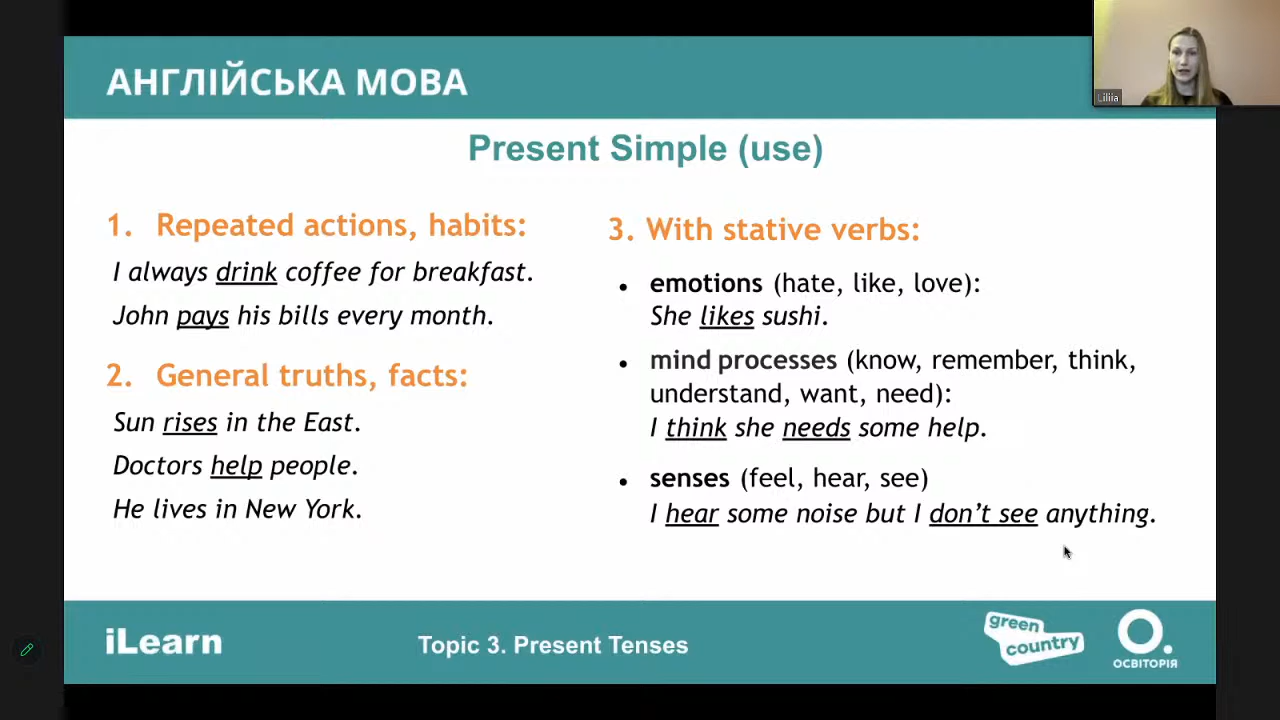 АНГЛІЙСЬКА МОВА
Liliia
Present Simple (use)
1. Repeated actions, habits:
I always drink coffee for breakfast.
John pays his bills every month.
2. General truths, facts:
Sun rises in the East.
Doctors help people.
He lives in New York.
3. With stative verbs:
• emotions (hate, like, love):
She likes sushi.
• mind processes (know, remember, think,
understand, want, need):
I think she needs some help.
• senses (feel, hear, see)
I hear some noise but I don’t see anything.
iLearn
Topic 3. Present Tenses
green
country
О.
ОСВІТОРІЯ